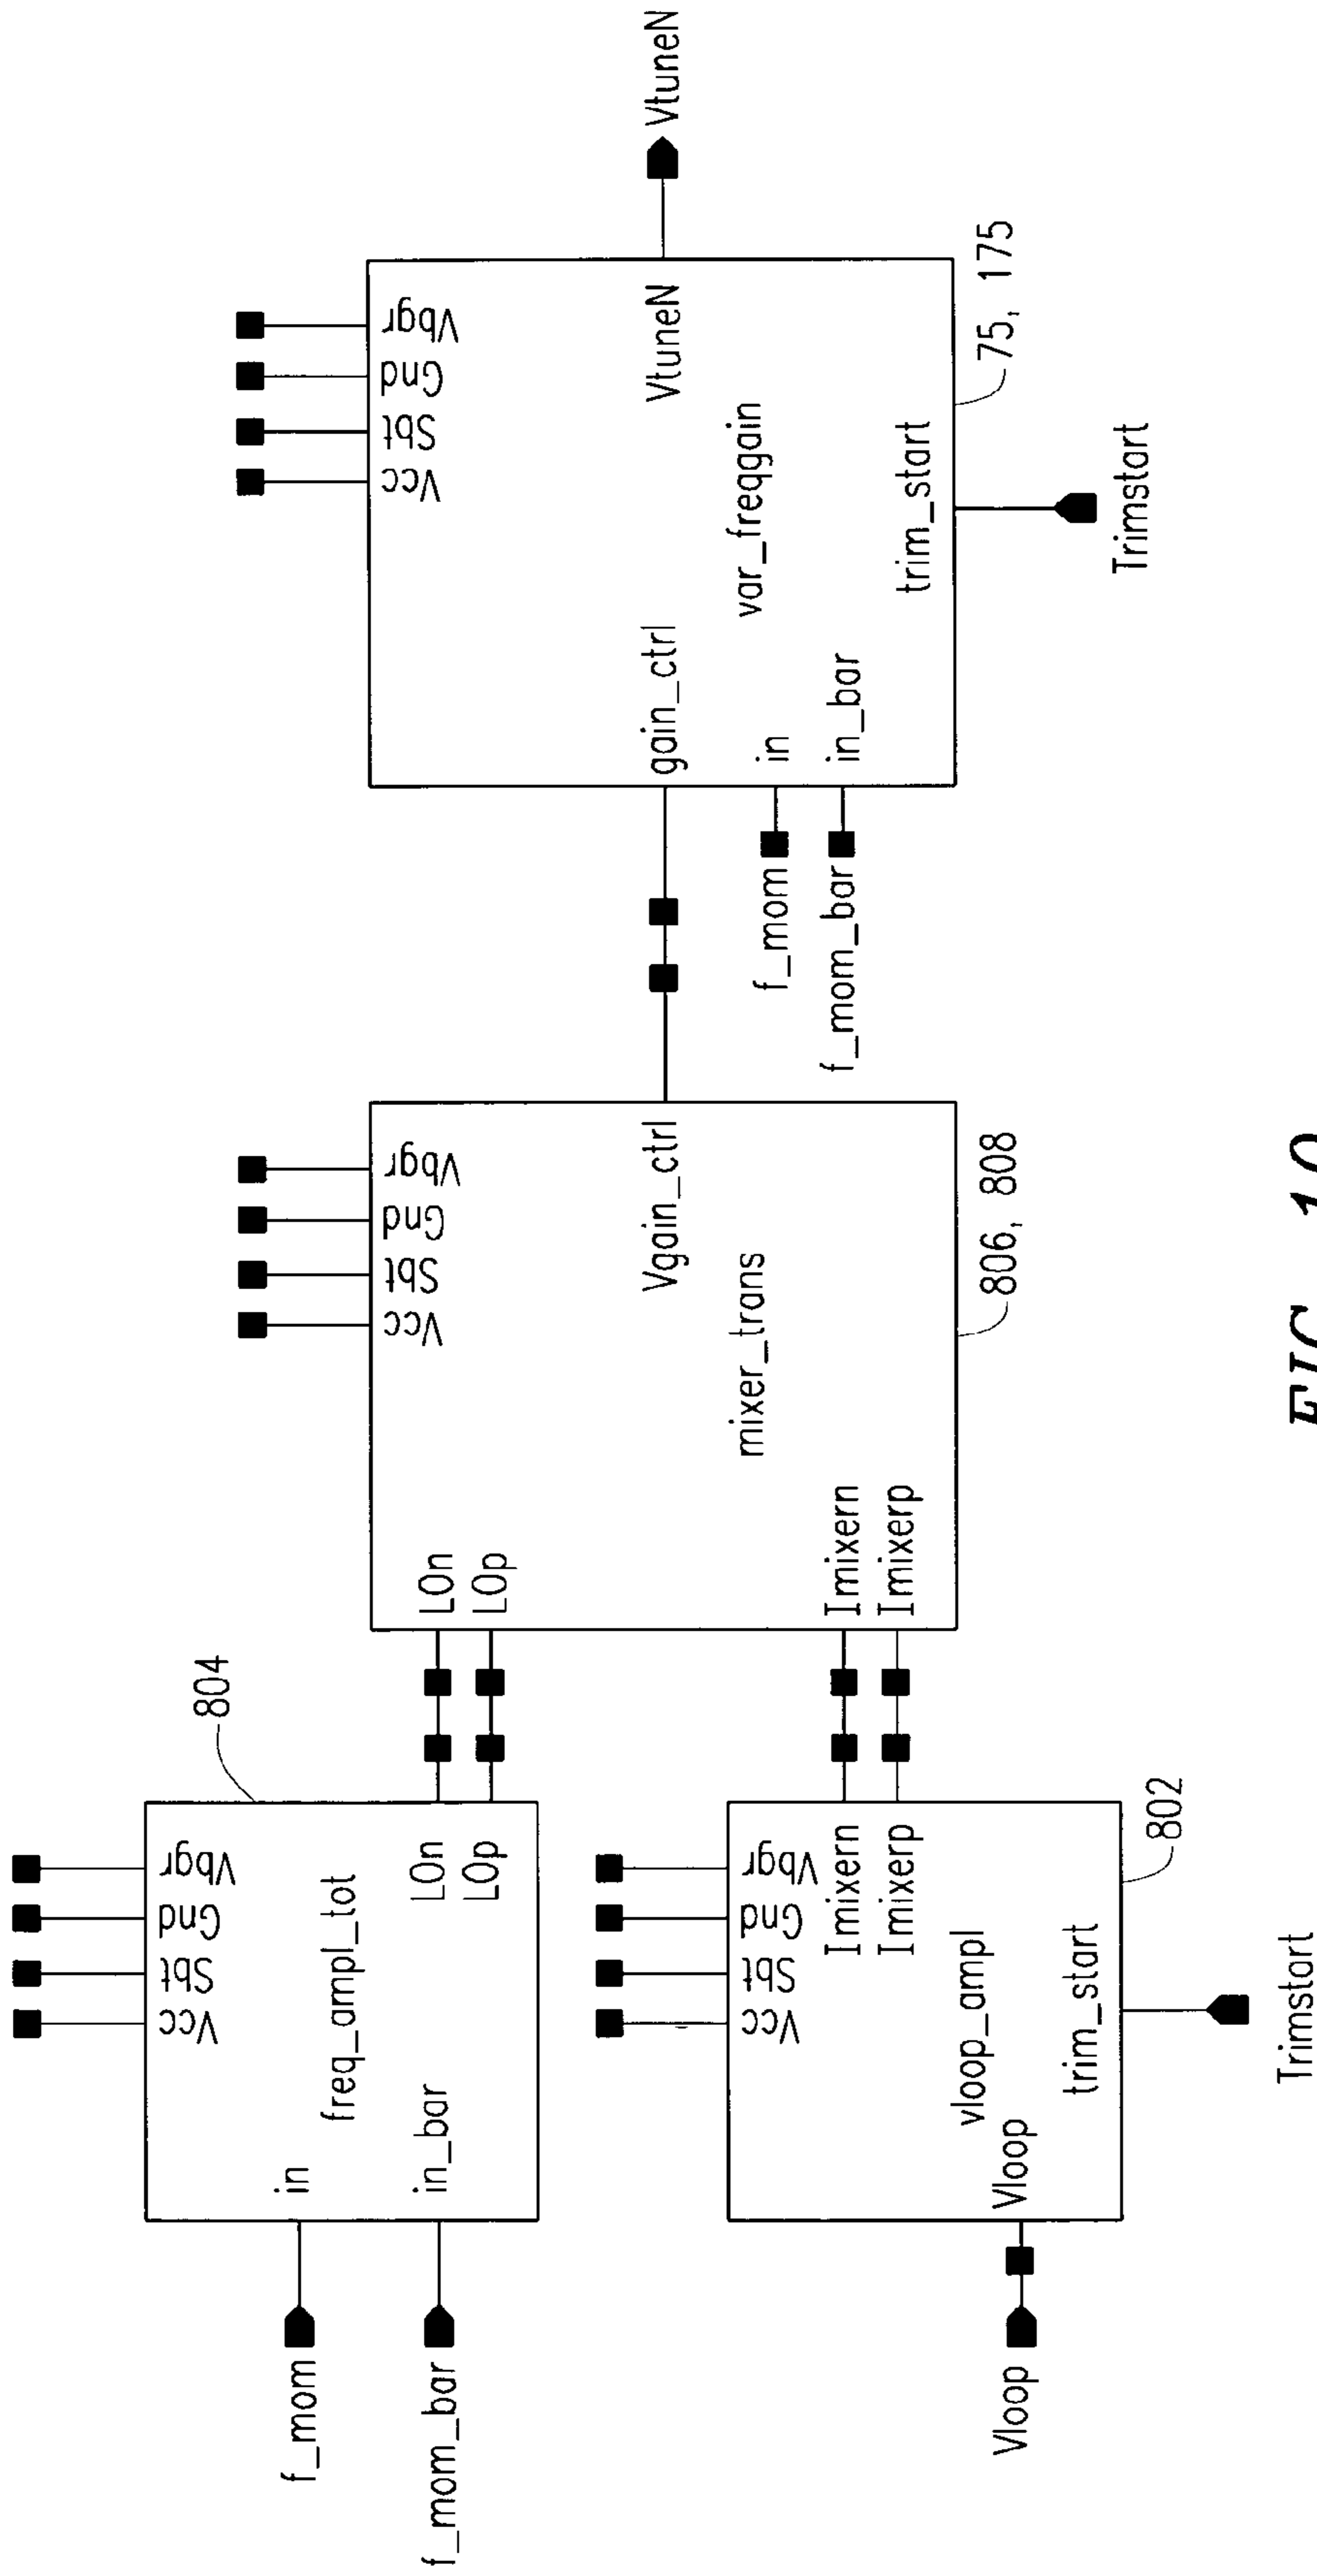 f_mom
f_mom_bar
in
in_bar
freq_ampl_tot
Vcc
Sbt
Gnd
Vbgr
LOn
LOp
804
Vloop
Vloop
vloop_ampl
trim_start
Vcc
Sbt
Gnd
Vbgr
Imixern
Imixerp
802
Trimstart
LOn
LOp
Imixern
Imixerp
mixer_trans
Vcc
Sbt
Gnd
Vbgr
Vgain_ctrl
806, 808
gain_ctrl
in
in_bar
f_mom
f_mom_bar
var_freqgain
trim_start
Vcc
Sbt
Gnd
Vbgr
VtuneN
75, 175
Trimstart
VtuneN